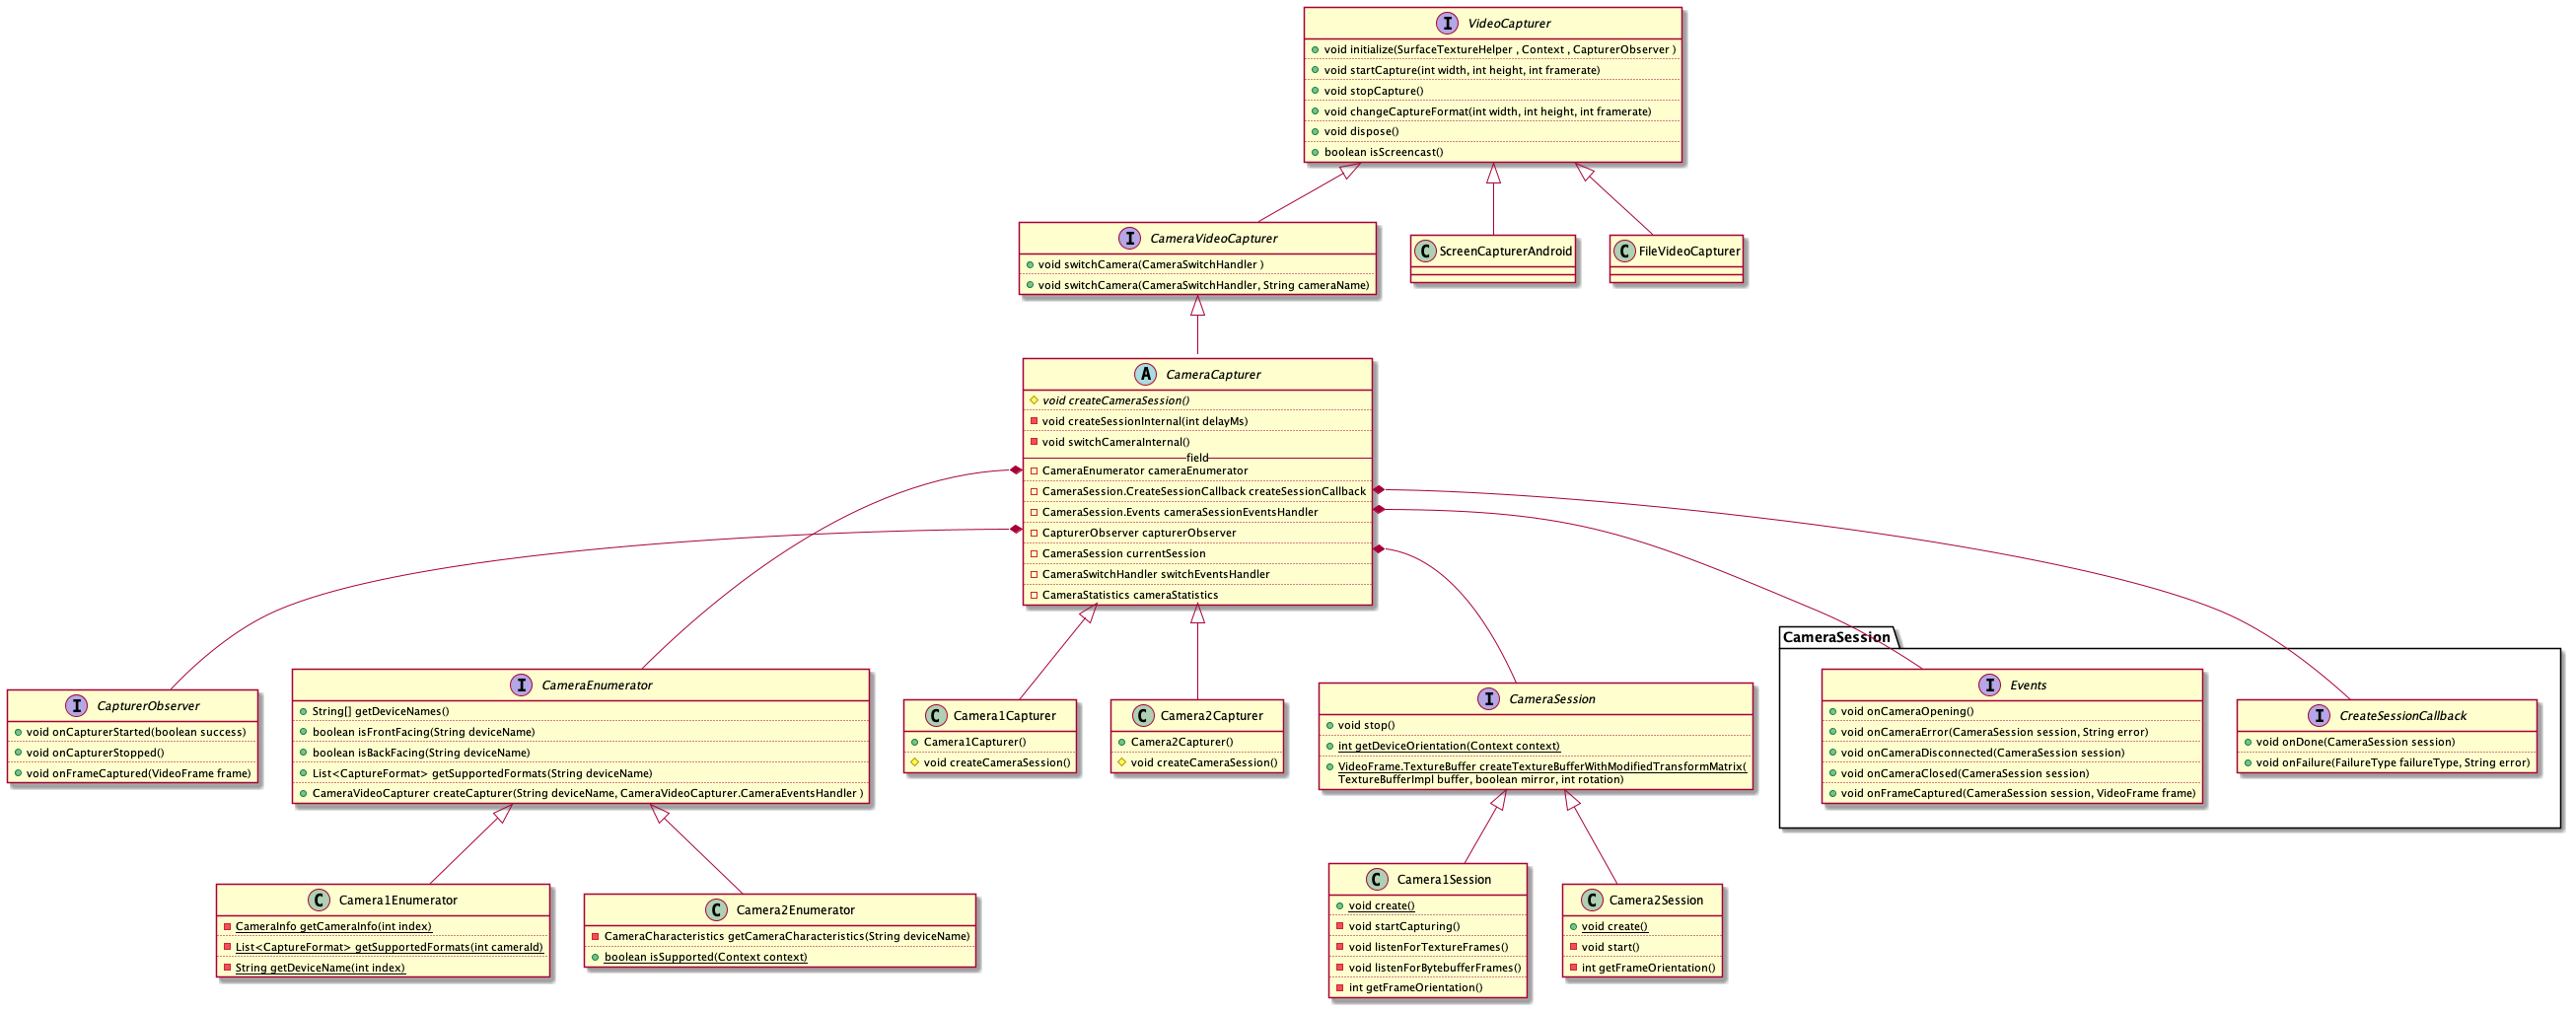 I VideoCapturer
void initialize(SurfaceTextureHelper , Context , CapturerObserver )
void startCapture(int width, int height, int framerate)
void stopCapture()
void changeCaptureFormat(int width, int height, int framerate)
void dispose()
boolean isScreencast()
I CameraVideoCapturer
void switchCamera(CameraSwitchHandler )
void switchCamera(CameraSwitchHandler, String cameraName)
C ScreenCapturerAndroid
C FileVideoCapturer
A CameraCapturer
void createCameraSession()
void createSessionInternal(int delayMs)
void switchCameraInternal()
field
CameraEnumerator cameraEnumerator
CameraSession.CreateSessionCallback createSessionCallback
CameraSession.Events cameraSessionEventsHandler
CapturerObserver capturerObserver
CameraSession currentSession
CameraSwitchHandler switchEventsHandler
CameraStatistics cameraStatistics
I CapturerObserver
void onCapturerStarted(boolean success)
void onCapturerStopped()
void onFrameCaptured(VideoFrame frame)
I CameraEnumerator
String[] getDeviceNames()
boolean isFrontFacing(String deviceName)
boolean isBackFacing(String deviceName)
List<CaptureFormat> getSupportedFormats(String deviceName)
CameraVideoCapturer createCapturer(String deviceName, CameraVideoCapturer.CameraEventsHandler )
C Camera1Capturer
Camera1Capturer()
void createCameraSession()
C Camera2Capturer
Camera2Capturer()
void createCameraSession()
I CameraSession
void stop()
int getDeviceOrientation(Context context)
VideoFrame.TextureBuffer createTextureBufferWithModifiedTransformMatrix(
TextureBufferImpl buffer, boolean mirror, int rotation)
CameraSession
I Events
void onCameraOpening()
void onCameraError(CameraSession session, String error)
void onCameraDisconnected(CameraSession session)
void onCameraClosed(CameraSession session)
void onFrameCaptured(CameraSession session, VideoFrame frame)
I CreateSessionCallback
void onDone(CameraSession session)
void onFailure(FailureType failureType, String error)
C Camera1Enumerator
CameraInfo getCameraInfo(int index)
List<CaptureFormat> getSupportedFormats(int cameraId)
String getDeviceName(int index)
C Camera2Enumerator
CameraCharacteristics getCameraCharacteristics(String deviceName)
boolean isSupported(Context context)
C Camera1Session
void create()
void startCapturing()
void listenForTextureFrames()
void listenForBytebufferFrames()
int getFrameOrientation()
C Camera2Session
void create()
void start()
int getFrameOrientation()